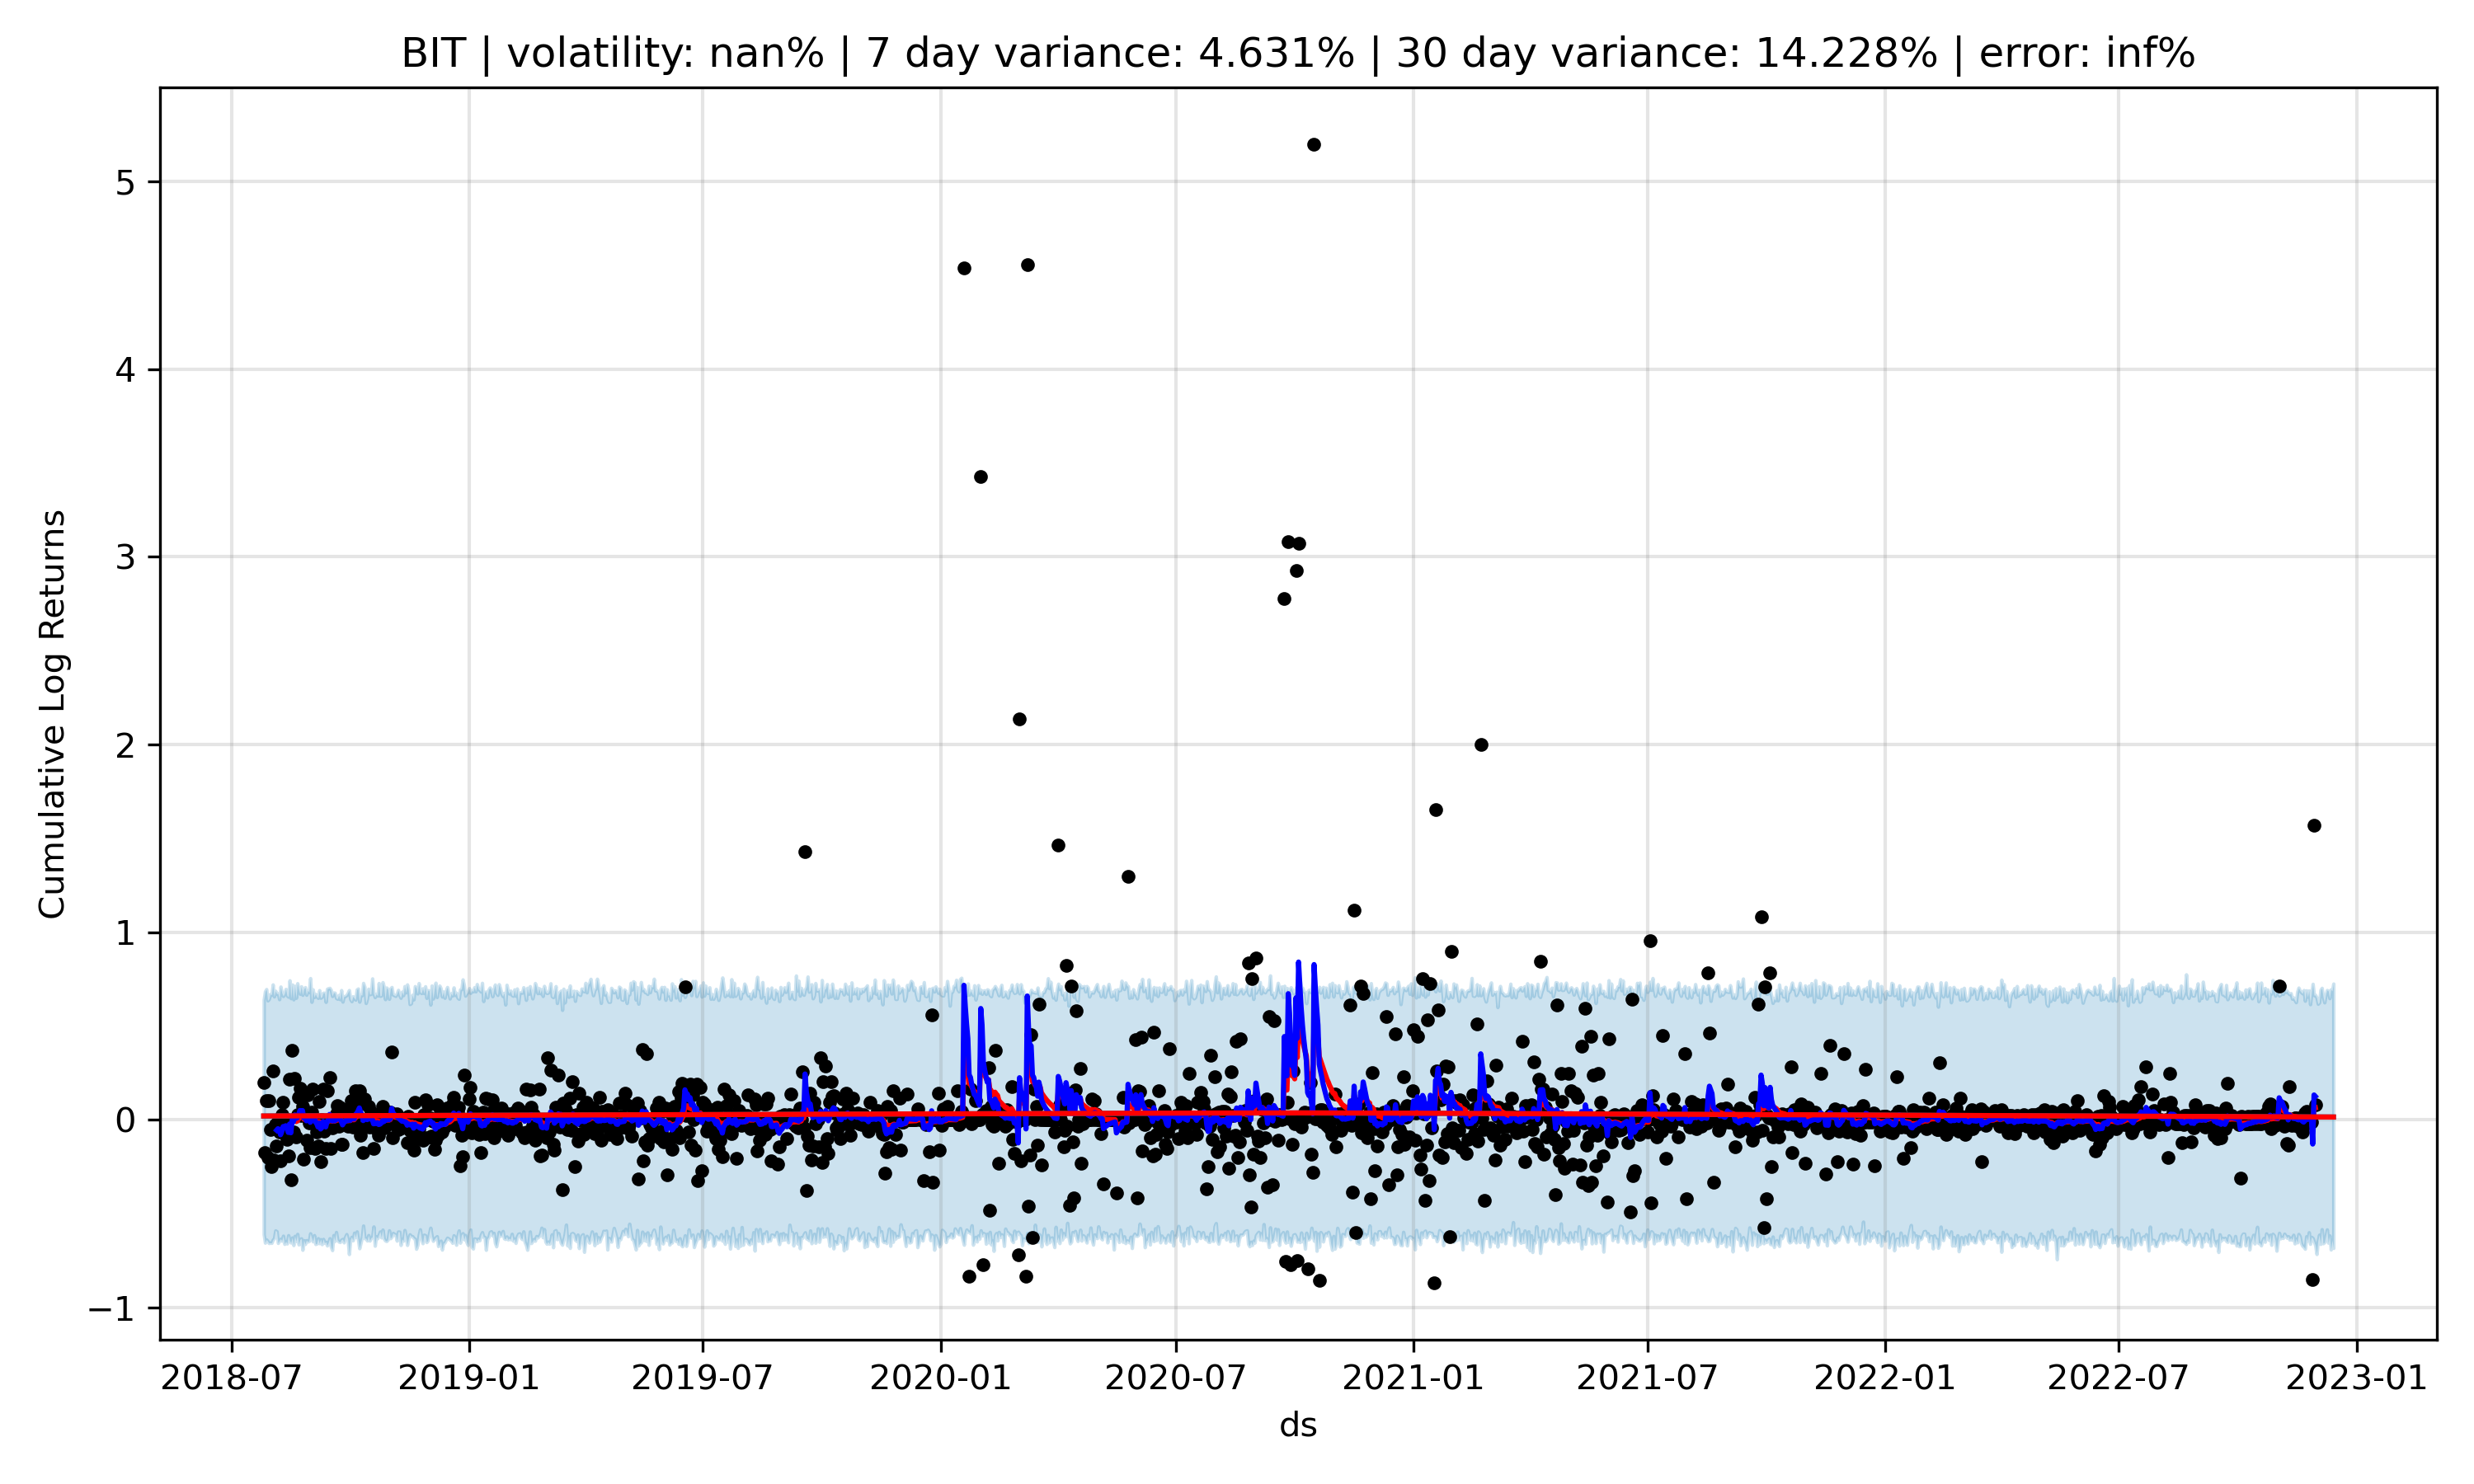 BIT | volatility: nan% | 7 day variance: 4.631% | 30 day variance: 14.228% | error: inf%
5
4
3
2
1
0
−1
Cumulative Log Returns
2018-07 2019-01 2019-07 2020-01 2020-07 2021-01 2021-07 2022-01 2022-07 2023-01
ds